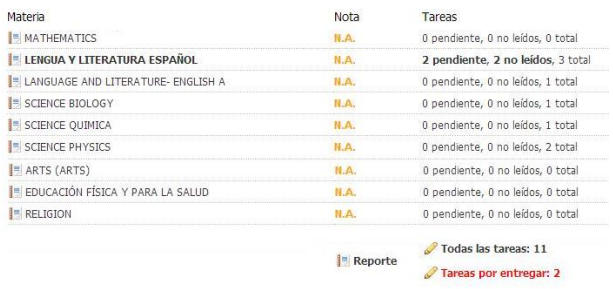 Materia Nota Tareas
MATHEMATICS N.A. 0 pendiente, 0 no leídos, 0 total
LENGUA Y LITERATURA ESPAÑOL N.A. 2 pendiente, 2 no leídos, 3 total
LANGUAGE AND LITERATURE- ENGLISH A N.A. 0 pendiente, 0 no leídos, 1 total
SCIENCE BIOLOGY N.A. 0 pendiente, 0 no leídos, 1 total
SCIENCE QUIMICA N.A. 0 pendiente, 0 no leídos, 1 total
SCIENCE PHYSICS N.A. 0 pendiente, 0 no leídos, 2 total
ARTS (ARTS) N.A. 0 pendiente, 0 no leídos, 0 total
EDUCACIÓN FÍSICA Y PARA LA SALUD N.A. 0 pendiente, 0 no leídos, 0 total
RELIGION N.A. 0 pendiente, 0 no leídos, 0 total
Todas las tareas: 11
Reporte
Tareas por entregar: 2